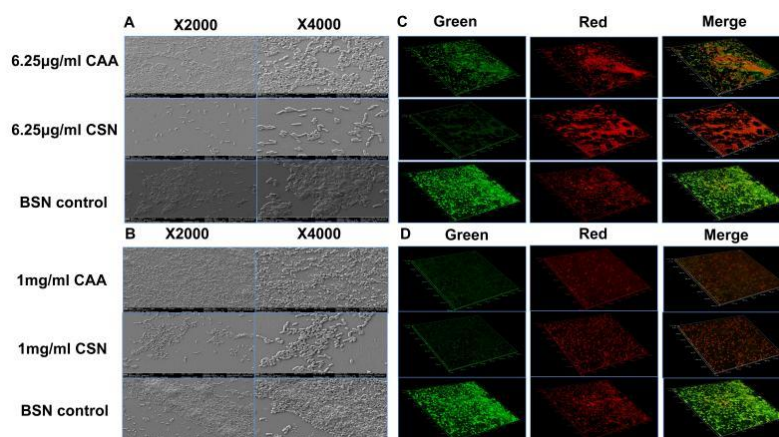 A
X2000
X4000
C
Green
Red
Merge
6.25µg/ml CAA
6.25µg/ml CSN
BSN control
B
X2000
X4000
D
Green
Red
Merge
1mg/ml CAA
1mg/ml CSN
BSN control